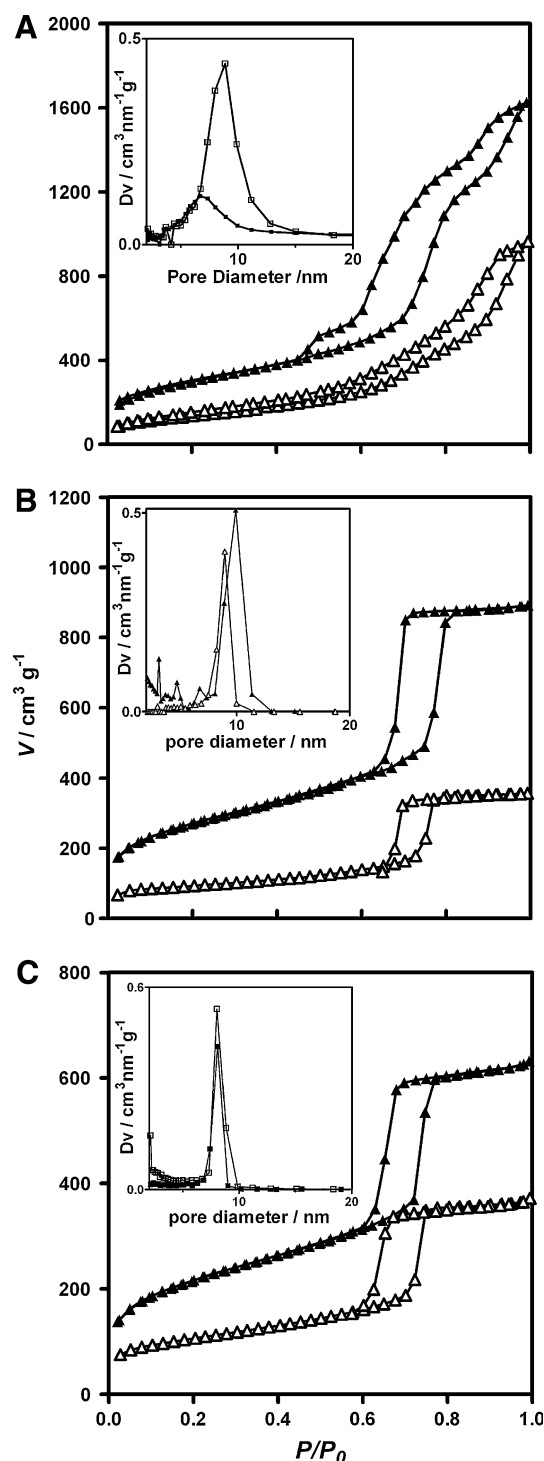 A
2000
1600
1200
800
400
0
0.5
0.0
Dv / cm³nm⁻¹g⁻¹
10
20
Pore Diameter /nm
B
1200
1000
800
600
400
200
0
V / cm³ g⁻¹
0.5
0.0
Dv / cm³nm⁻¹g⁻¹
10
20
pore diameter / nm
C
800
600
400
200
0
0.6
0.0
Dv / cm³nm⁻¹g⁻¹
10
20
pore diameter / nm
0.0 0.2 0.4 0.6 0.8 1.0
P/P₀